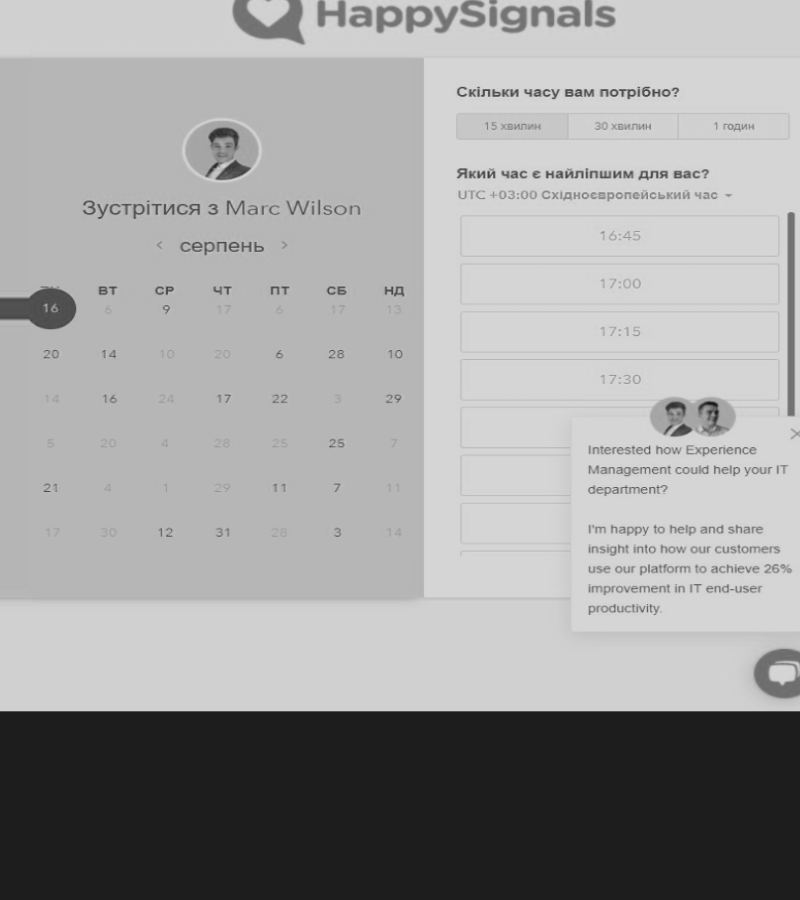 HappySignals
Зустрітися з Marc Wilson
серпень
ВТ СР ЧТ ПТ СБ НД
16 6 9 17 6 17 13
20 14 10 20 6 28 10
14 16 24 17 22 3 29
5 20 4 28 25 25 7
21 4 1 29 11 7 11
17 30 12 31 28 3 14
Скільки часу вам потрібно?
15 хвилин 30 хвилин 1 годин
Який час є найліпшим для вас?
UTC +03:00 Східноєвропейський час
16:45
17:00
17:15
17:30
Interested how Experience
Management could help your IT
department?
I'm happy to help and share
insight into how our customers
use our platform to achieve 26%
improvement in IT end-user
productivity.